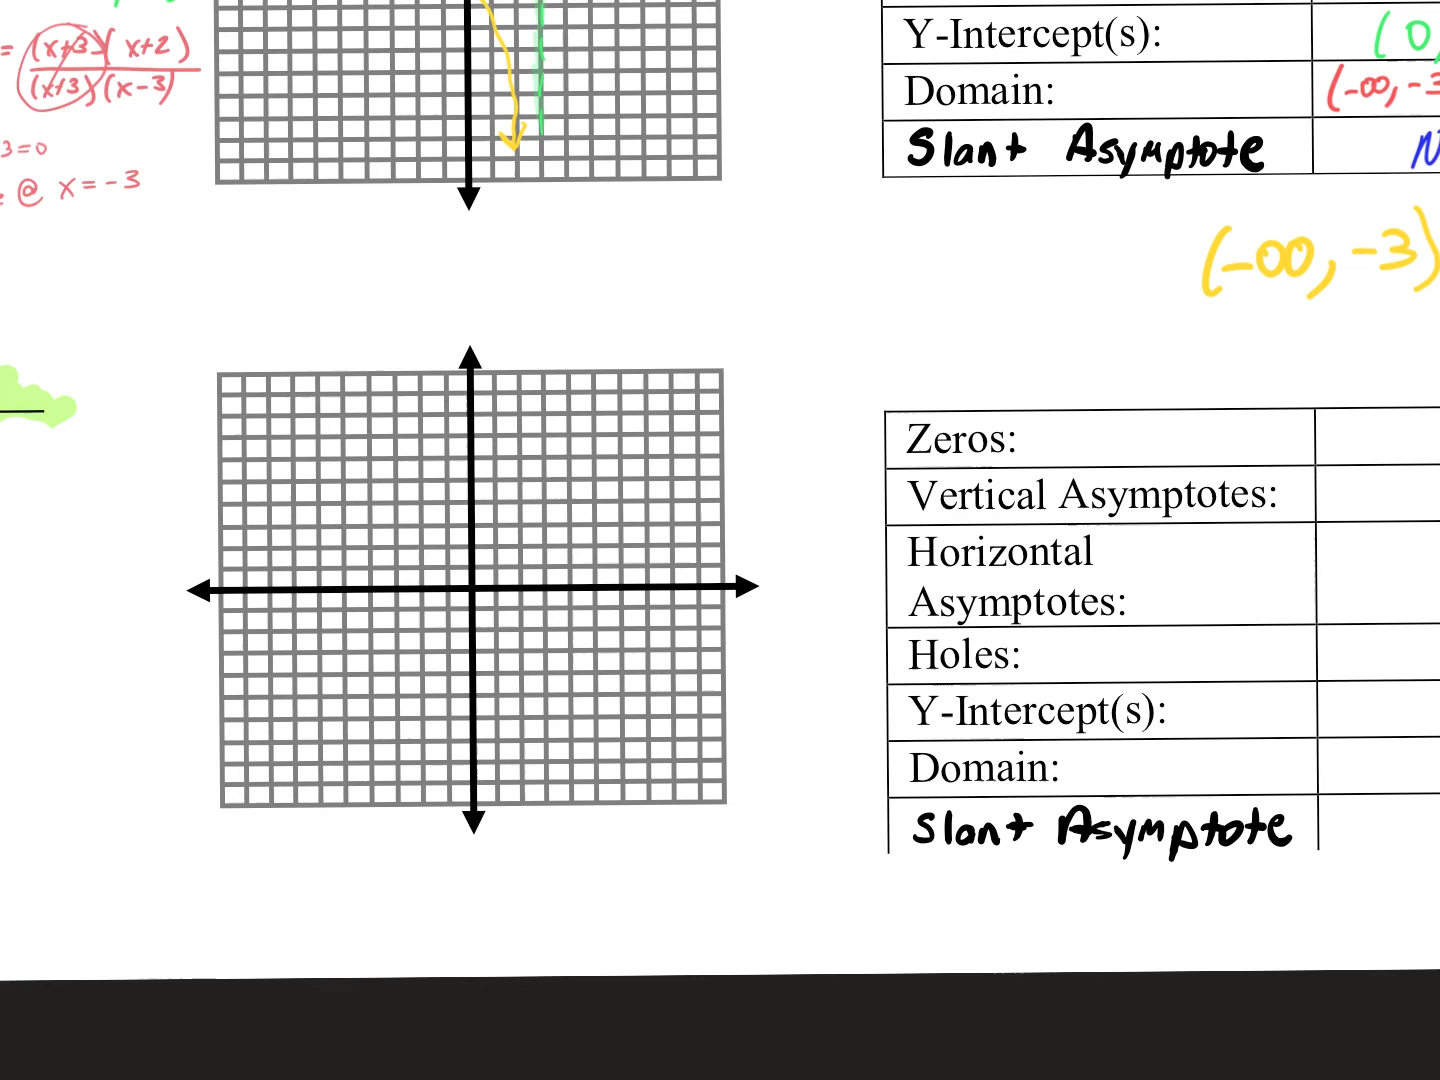 = (x+3)(x+2)
(x+3)(x-3)
3=0
@ x = -3
Y-Intercept(s):
(0,
Domain:
(-∞, -3
Slant Asymptote
N
(-∞, -3)
Zeros:
Vertical Asymptotes:
Horizontal
Asymptotes:
Holes:
Y-Intercept(s):
Domain:
Slant Asymptote